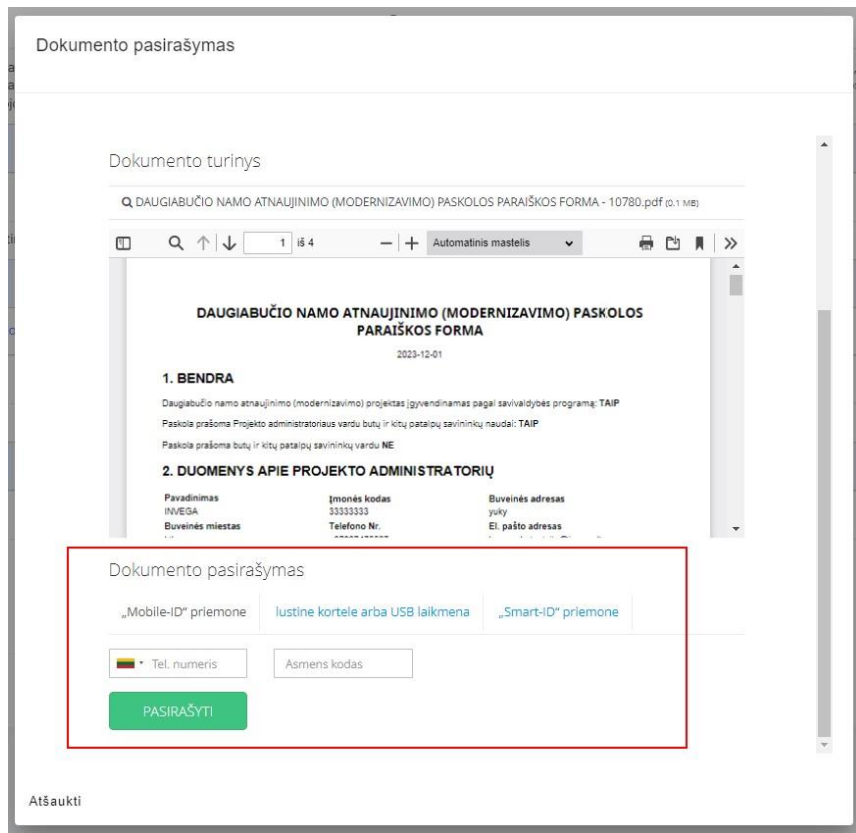 Dokumento pasirašymas
Dokumento turinys
DAUGIABUČIO NAMO ATNAUJINIMO (MODERNIZAVIMO) PASKOLOS PARAIŠKOS FORMA - 10780.pdf (0.1 MB)
1 iš 4 Automatinis mastelis
DAUGIABUČIO NAMO ATNAUJINIMO (MODERNIZAVIMO) PASKOLOS
PARAIŠKOS FORMA
2023-12-01
1. BENDRA
Daugiabučio namo atnaujinimo (modernizavimo) projektas įgyvendinamas pagal savivaldybės programą: TAIP
Paskola prašoma Projekto administratoriaus vardu butų ir kitų patalpų savininkų naudai: TAIP
Paskola prašoma butų ir kitų patalpų savininkų vardu NE
2. DUOMENYS APIE PROJEKTO ADMINISTRATORIŲ
Pavadinimas Įmonės kodas Buveinės adresas
INVEGA 33333333 yuky
Buveinės miestas Telefono Nr. El. pašto adresas
Dokumento pasirašymas
„Mobile-ID“ priemone lustine kortele arba USB laikmena „Smart-ID“ priemone
Tel. numeris Asmens kodas
PASIRAŠYTI
Atšaukti